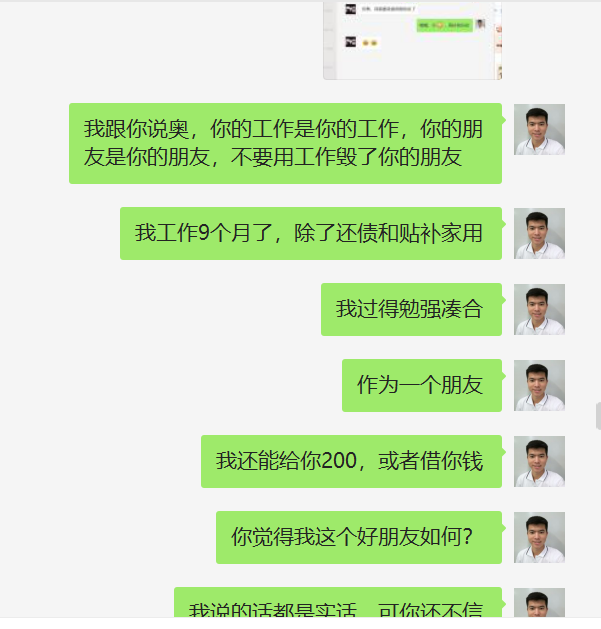 我跟你说奥，你的工作是你的工作，你的朋
友是你的朋友，不要用工作毁了你的朋友
我工作9个月了，除了还债和贴补家用
我过得勉强凑合
作为一个朋友
我还能给你200，或者借你钱
你觉得我这个好朋友如何？
我说的话都是实话，可你还不信